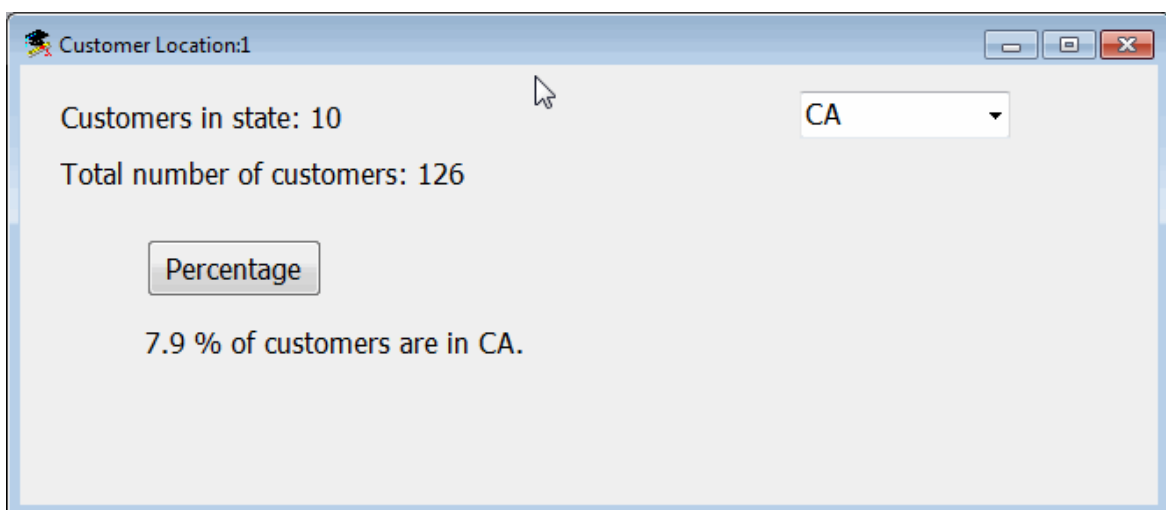 Customer Location:1
Customers in state: 10
CA
Total number of customers: 126
Percentage
7.9 % of customers are in CA.